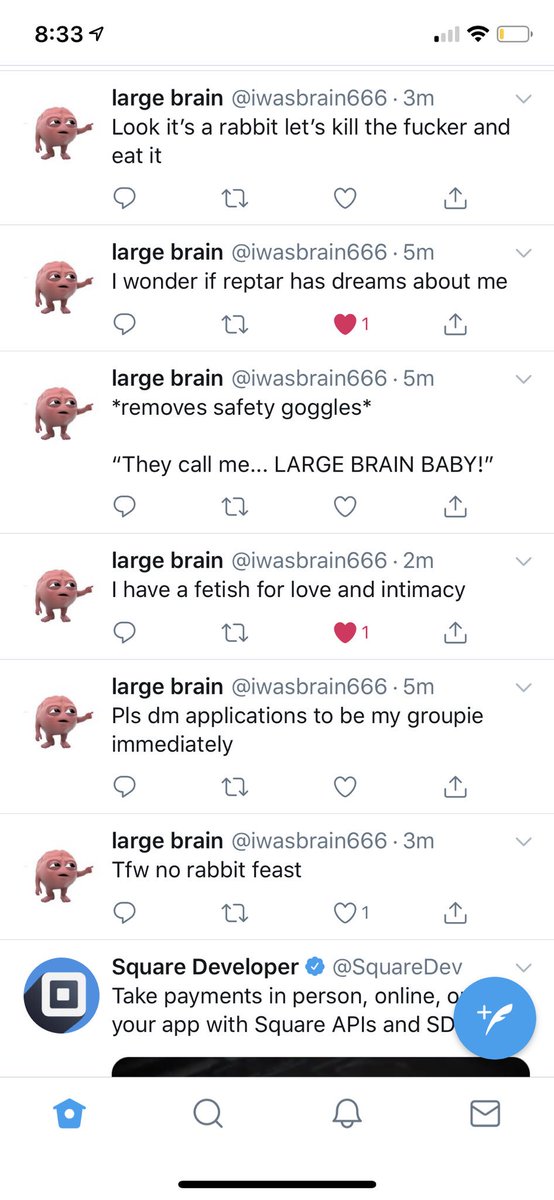 8:33
large brain @iwasbrain666 · 3m
Look it's a rabbit let's kill the fucker and
eat it
large brain @iwasbrain666 · 5m
I wonder if reptar has dreams about me
1
large brain @iwasbrain666 · 5m
*removes safety goggles*
“They call me... LARGE BRAIN BABY!”
large brain @iwasbrain666 · 2m
I have a fetish for love and intimacy
1
large brain @iwasbrain666 · 5m
Pls dm applications to be my groupie
immediately
large brain @iwasbrain666 · 3m
Tfw no rabbit feast
1
Square Developer @SquareDev
Take payments in person, online, o
your app with Square APIs and SD